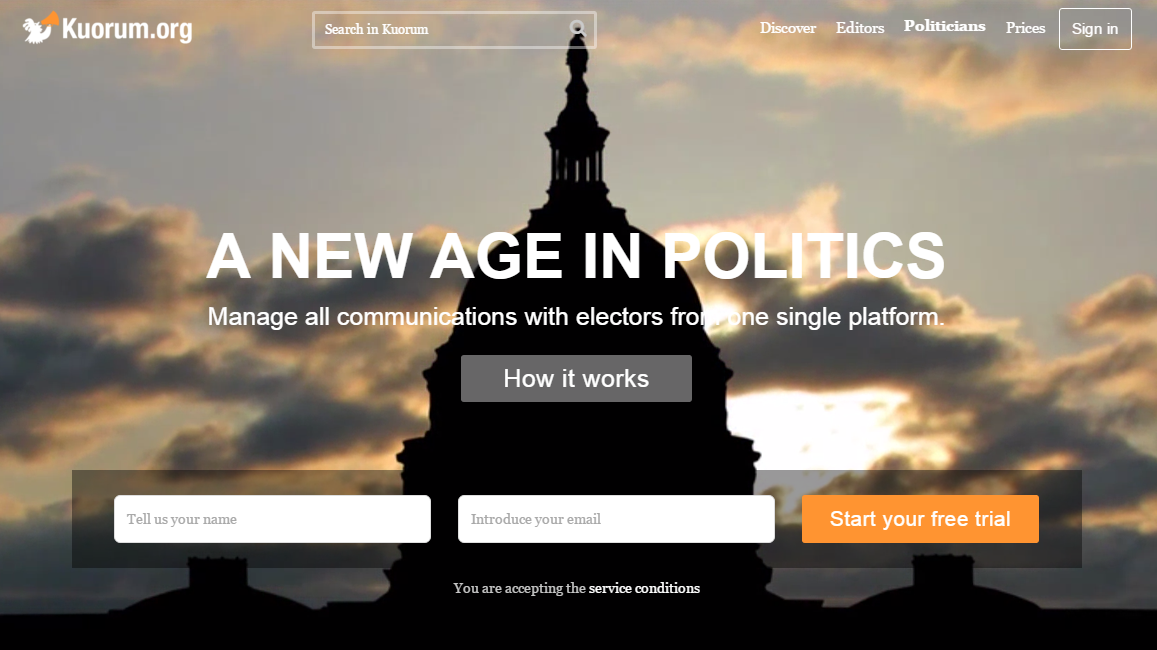 Kuorum.org
Search in Kuorum
Discover
Editors
Politicians
Prices
Sign in
A NEW AGE IN POLITICS
Manage all communications with electors from one single platform.
How it works
Tell us your name
Introduce your email
Start your free trial
You are accepting the service conditions